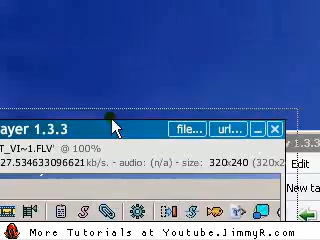 ayer 1.3.3 file... url...
T_VI~1.FLV' @ 100%
27.534633096621kb/s. - audio: (n/a) - size: 320x240 (320x2
1.3.3
Edit
New ta
More Tutorials at Youtube.JimmyR.com